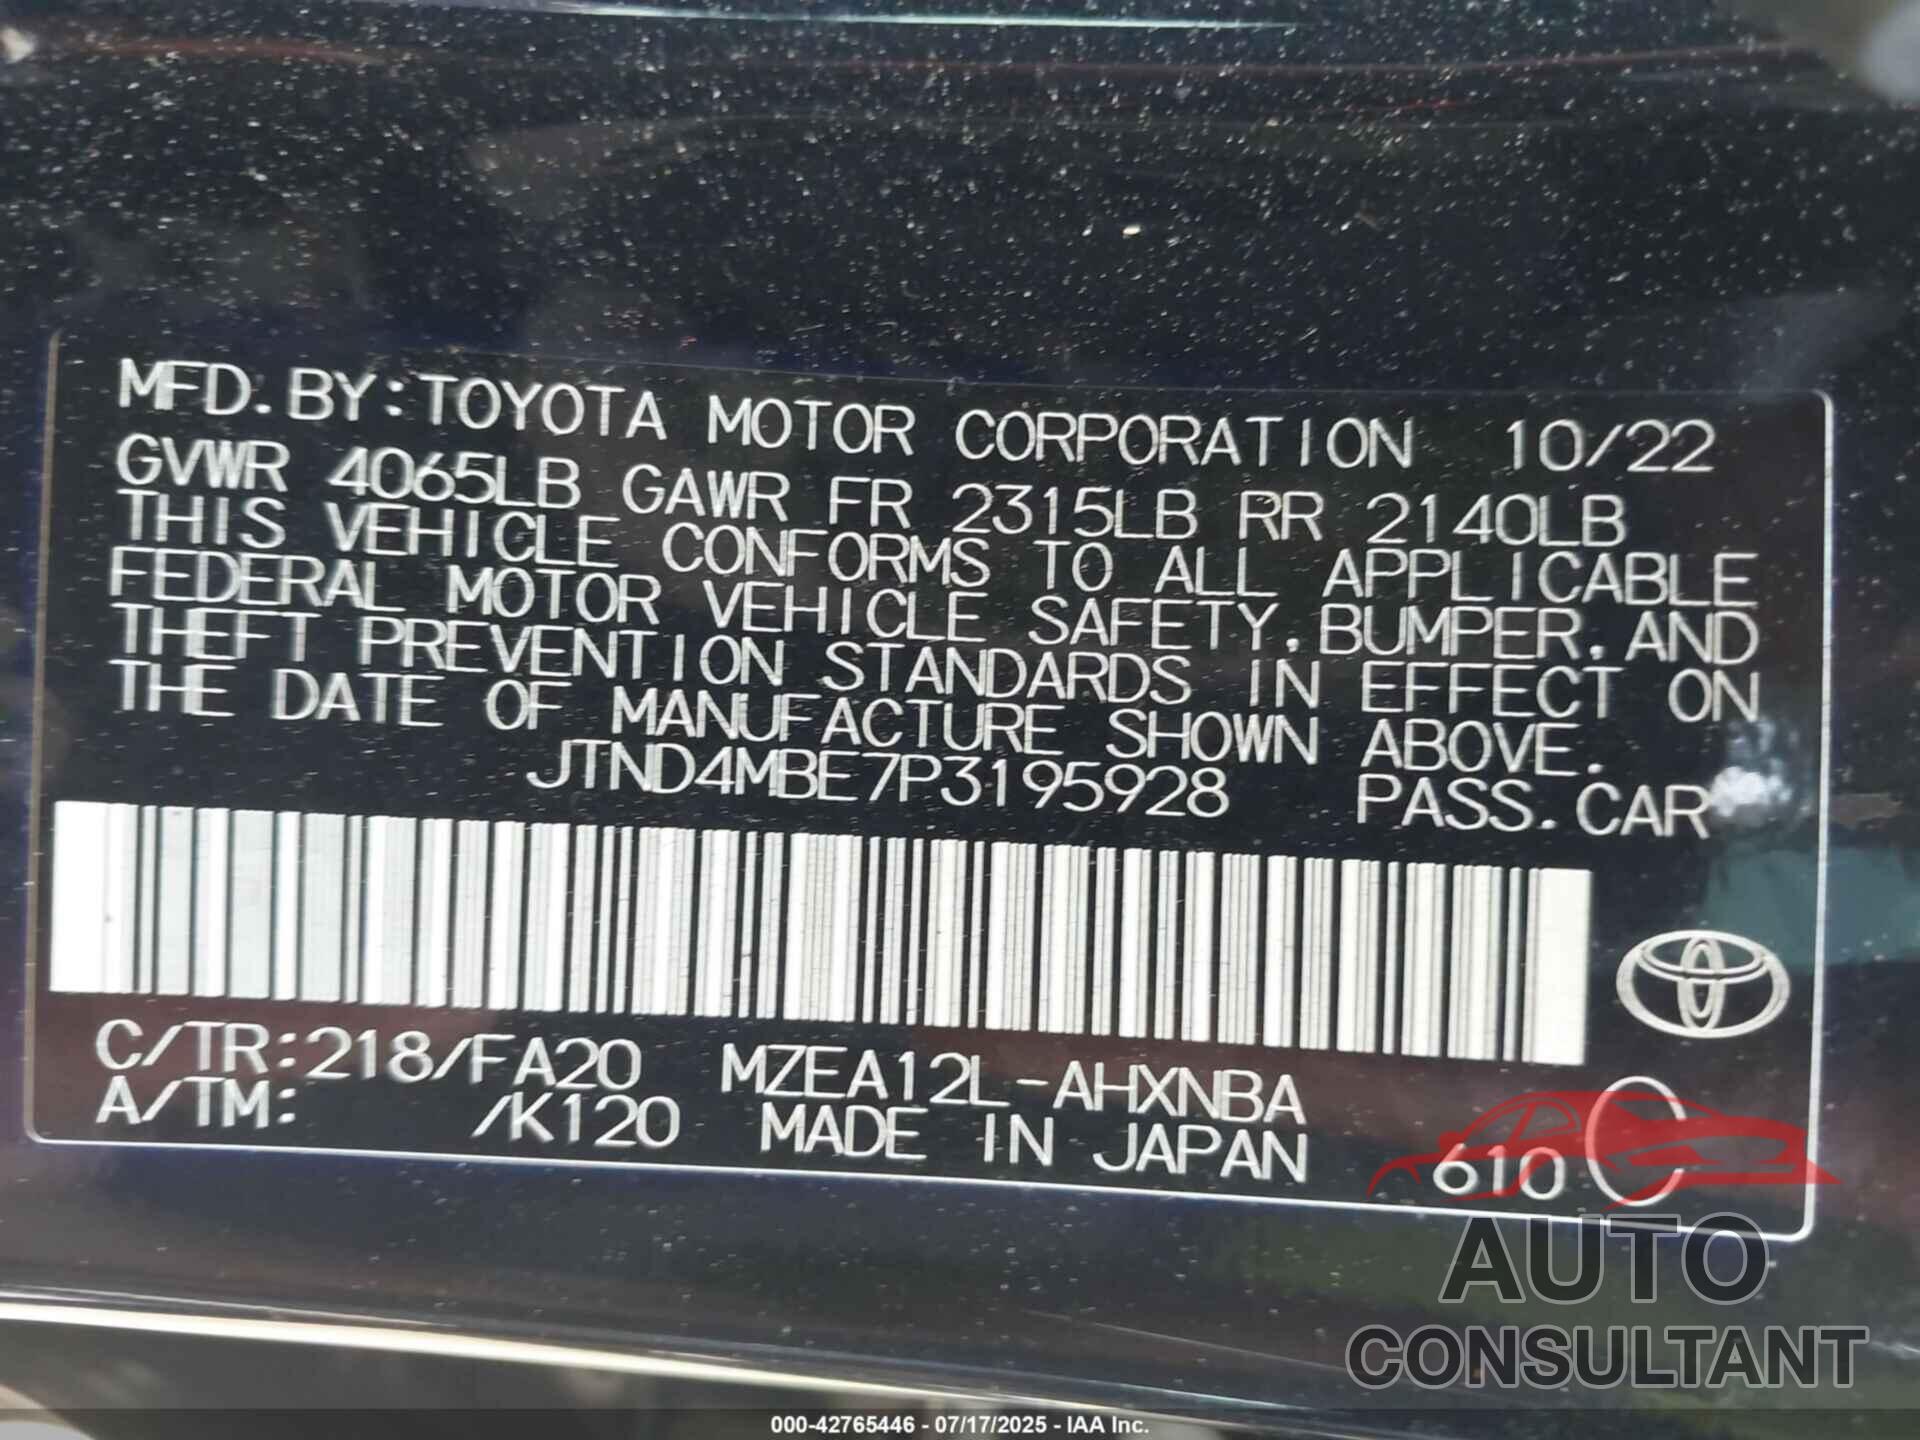 MFD.BY:TOYOTA MOTOR CORPORATION 10/22
GVWR 4065LB GAWR FR 2315LB RR 2140LB
THIS VEHICLE CONFORMS TO ALL APPLICABLE
FEDERAL MOTOR VEHICLE SAFETY,BUMPER,AND
THEFT PREVENTION STANDARDS IN EFFECT ON
THE DATE OF MANUFACTURE SHOWN ABOVE.
JTND4MBE7P3195928 PASS.CAR
C/TR:218/FA20 MZEA12L-AHXNBA
A/TM: /K120 MADE IN JAPAN 610 C
AUTO
CONSULTANT
000-42765446 - 07/17/2025 - IAA Inc.